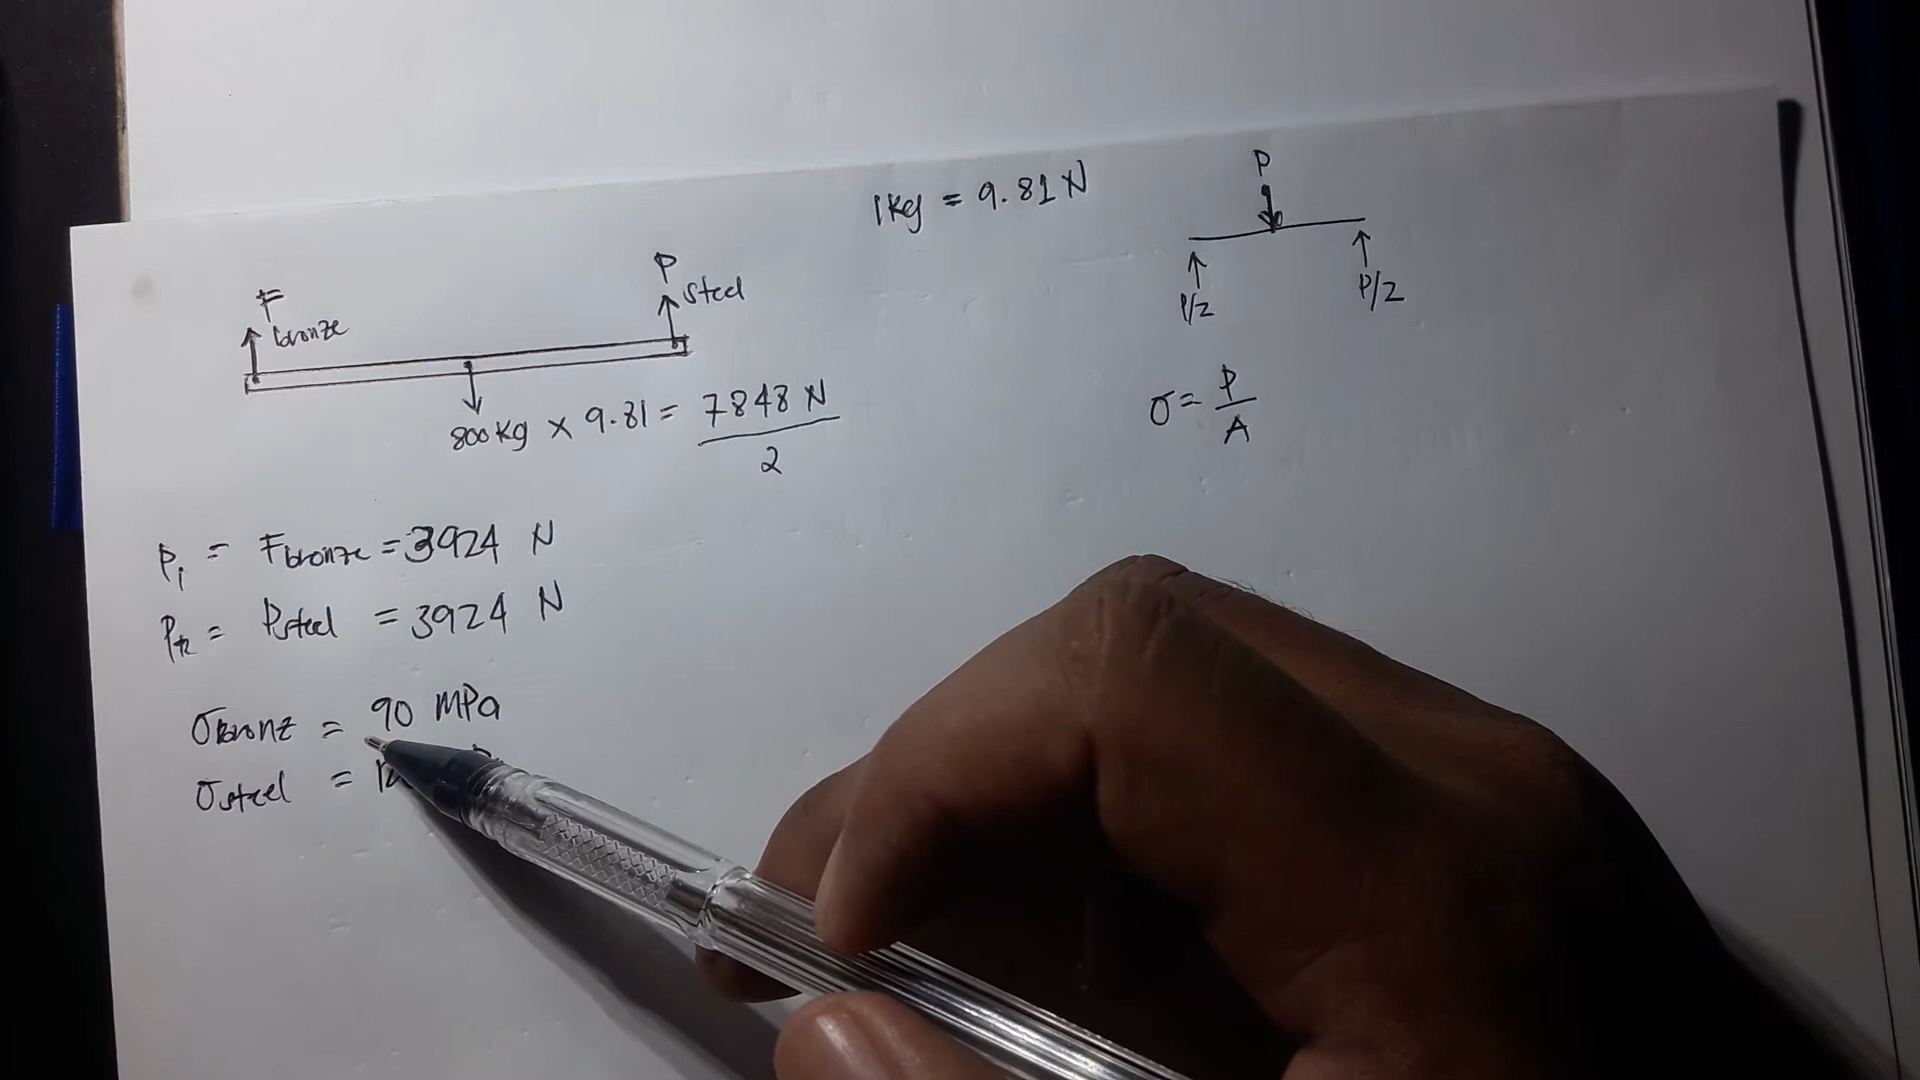 1kg = 9.81 N
P
P/2
P/2
F
bronze
P
steel
800 kg x 9.81 = 7848 N
2
σ = P
A
P1 = Fbronze = 3924 N
P2 = Psteel = 3924 N
σbronz = 90 MPa
σsteel =